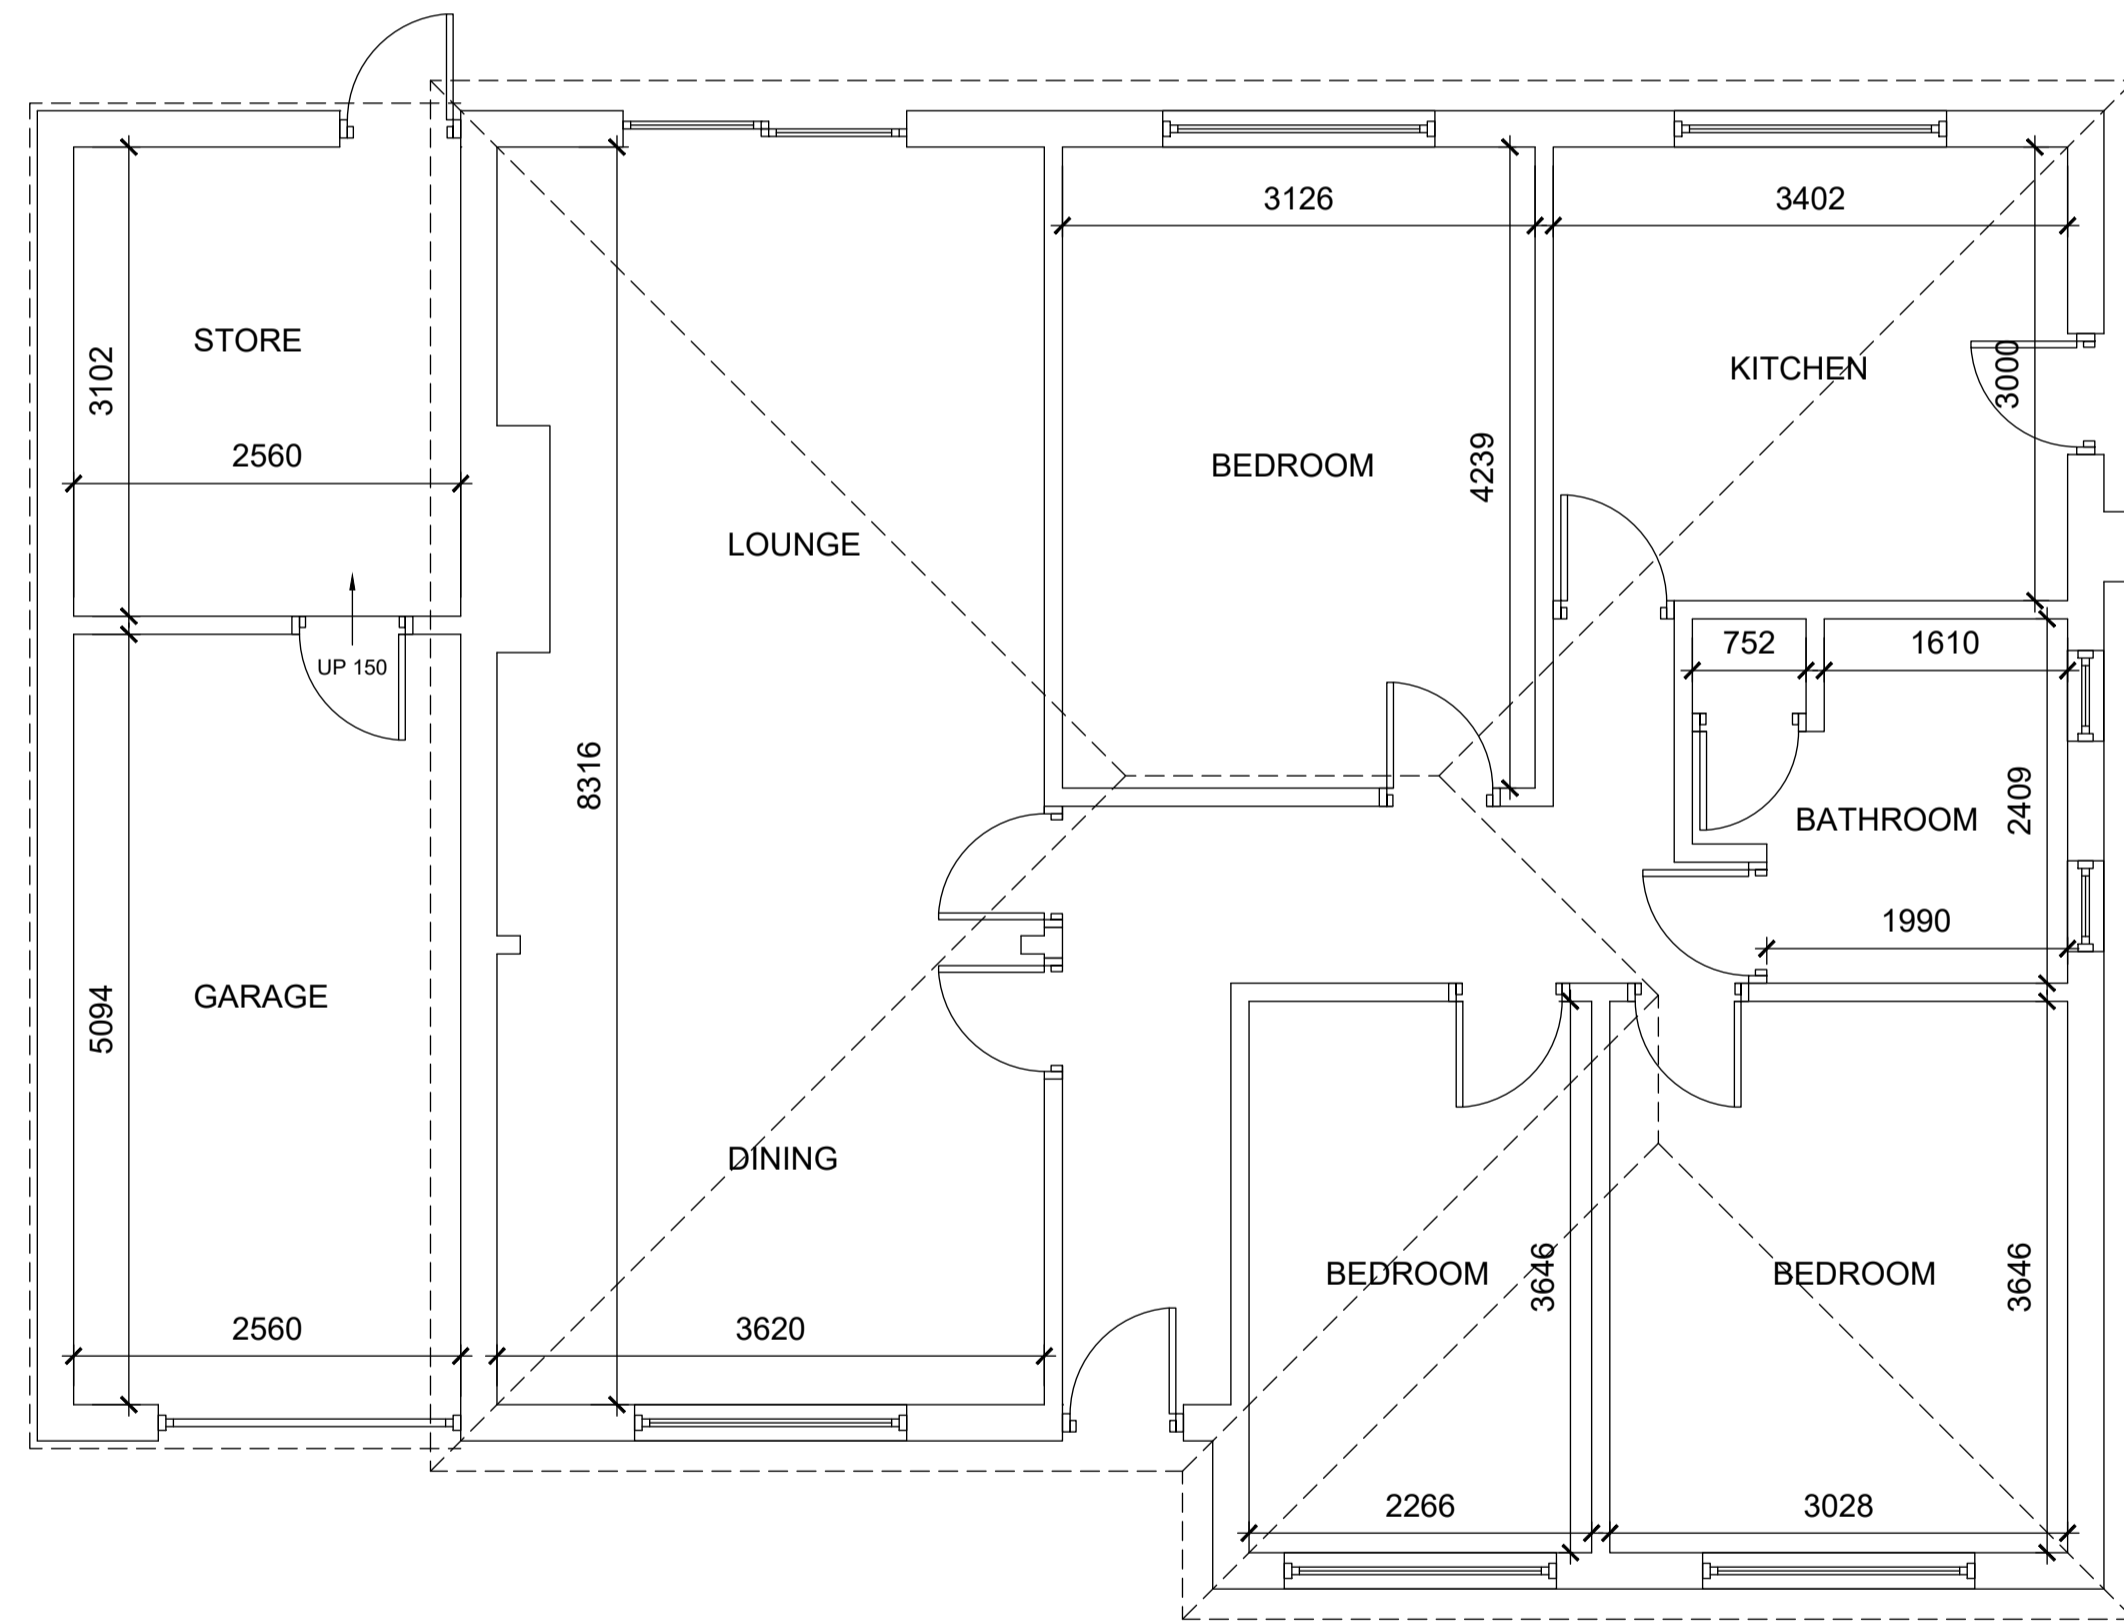 3126
3402
STORE
3102
KITCHEN
3000
2560
BEDROOM
4239
LOUNGE
752
1610
UP 150
8316
BATHROOM
2409
1990
GARAGE
5094
DINING
BEDROOM
3646
BEDROOM
3646
2560
3620
2266
3028